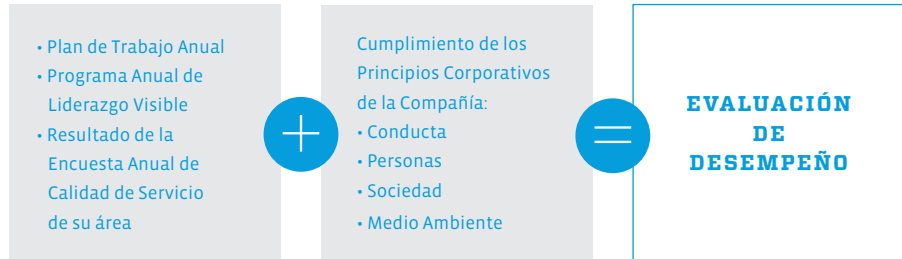 • Plan de Trabajo Anual
• Programa Anual de
Liderazgo Visible
• Resultado de la
Encuesta Anual de
Calidad de Servicio
de su área
+
Cumplimiento de los
Principios Corporativos
de la Compañía:
• Conducta
• Personas
• Sociedad
• Medio Ambiente
=
EVALUACIÓN
DE
DESEMPEÑO